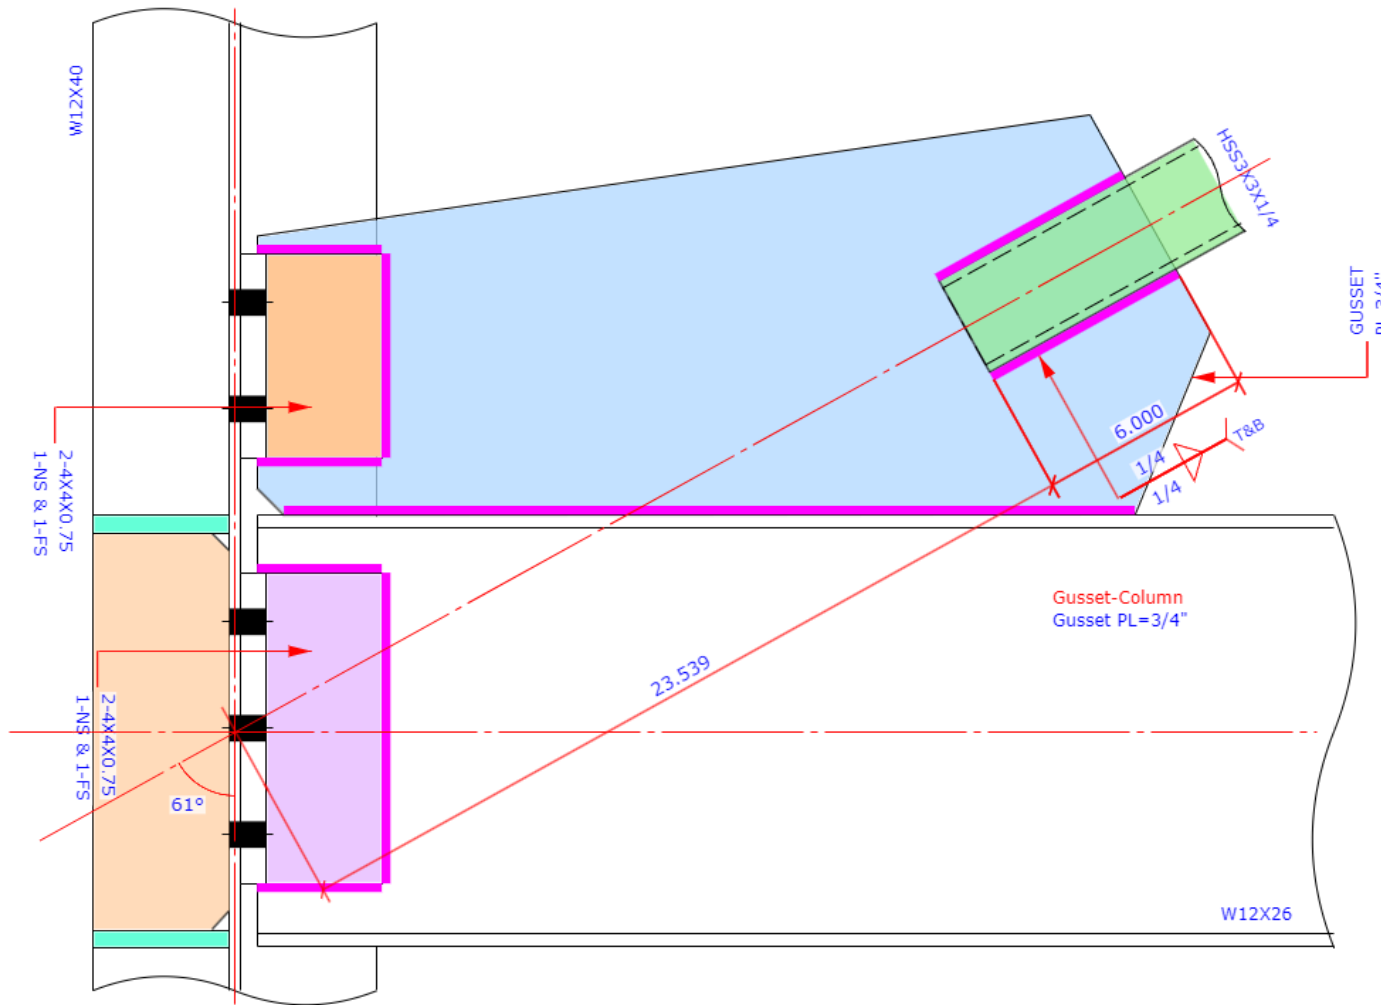 W12X40
HSS3X3X1/4
GUSSET
6.000
T&B
1/4
1/4
2-4X4X0.75
1-NS & 1-FS
Gusset-Column
Gusset PL=3/4"
23.539
2-4X4X0.75
1-NS & 1-FS
61°
W12X26